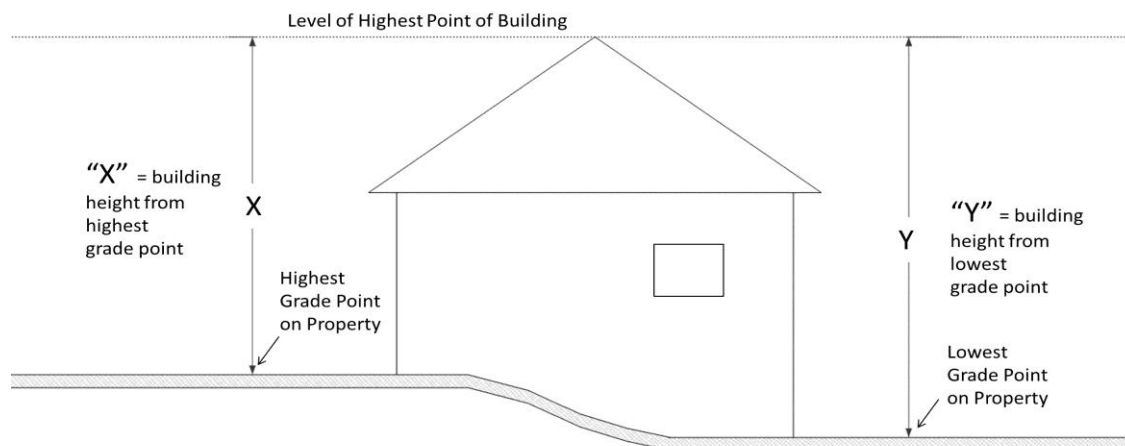 Level of Highest Point of Building
“X” = building
height from
highest
grade point
X
Highest
Grade Point
on Property
Y
“Y” = building
height from
lowest
grade point
Lowest
Grade Point
on Property